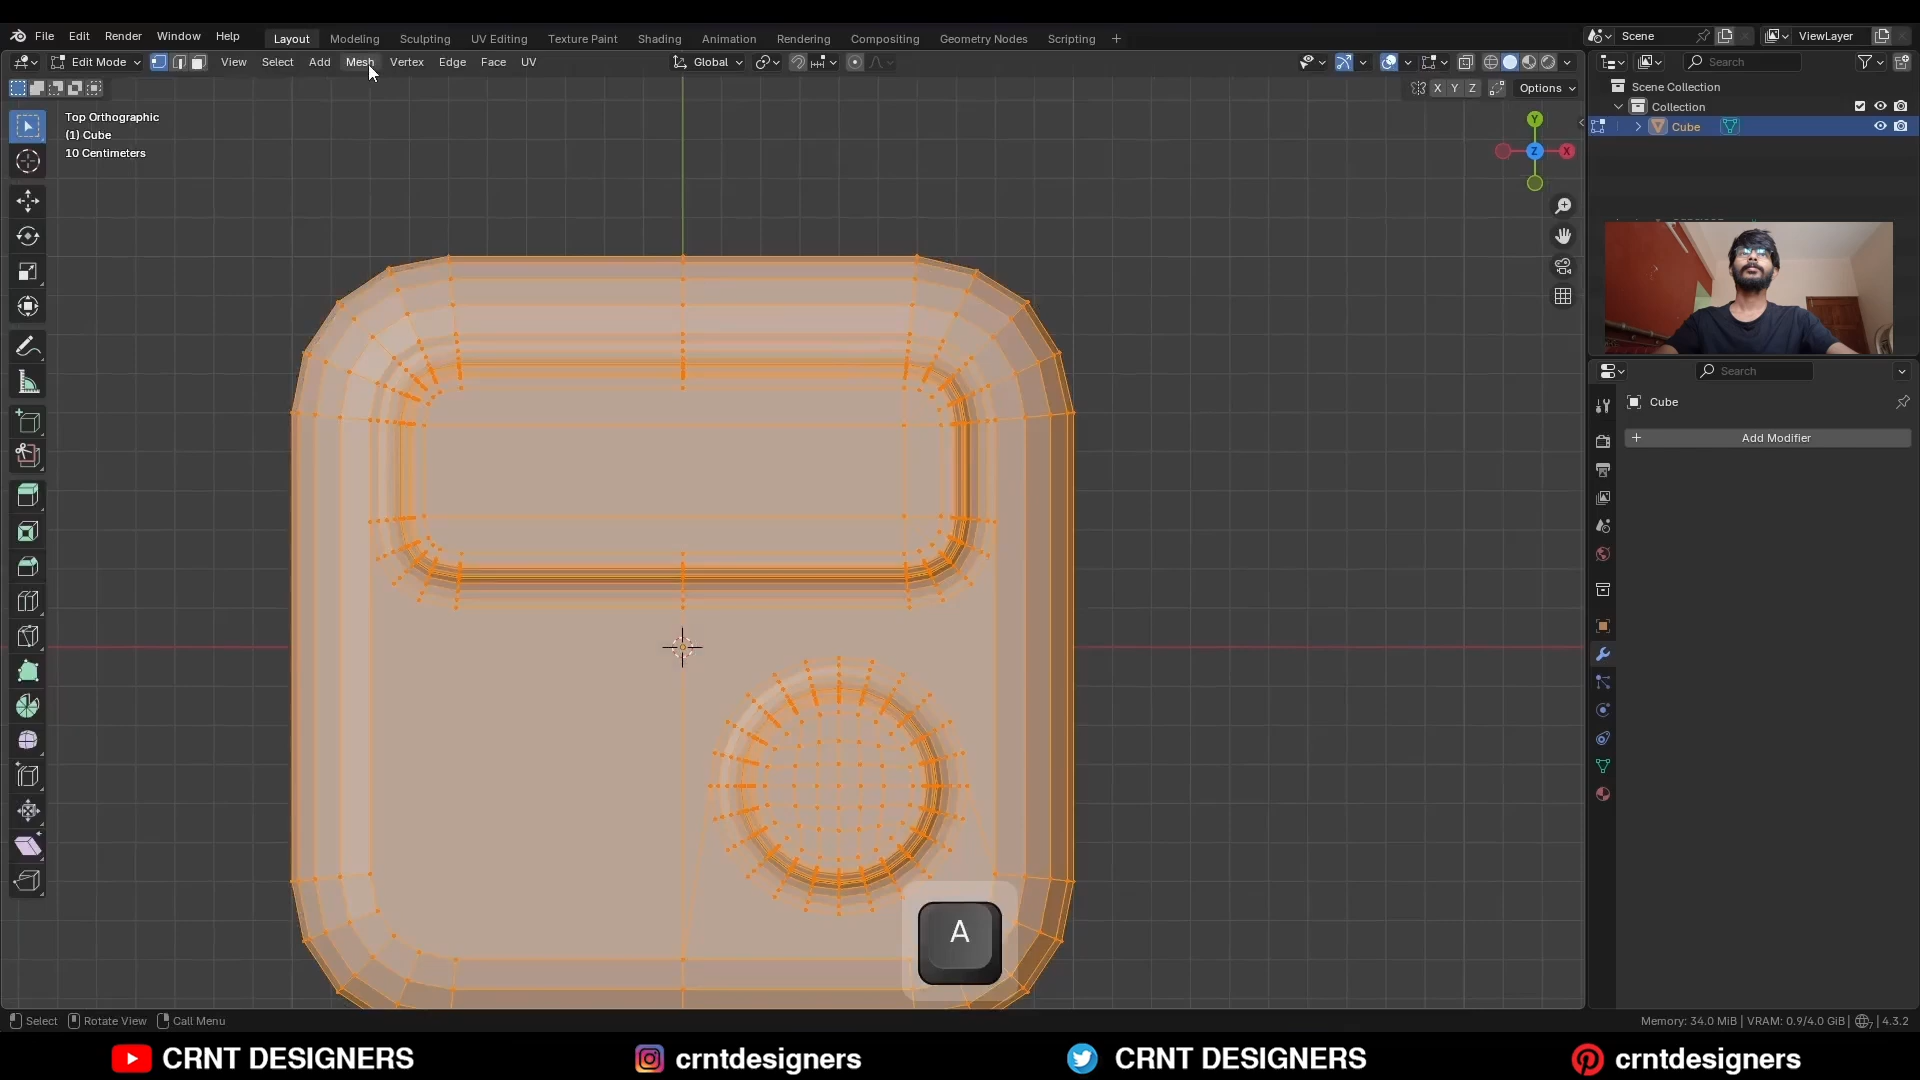 File Edit Render Window Help Layout Modeling Sculpting UV Editing Texture Paint Shading Animation Rendering Compositing Geometry Nodes Scripting + Scene ViewLayer
Edit Mode View Select Add Mesh Vertex Edge Face UV Global Search
X Y Z Options
Scene Collection
Collection
Cube
Top Orthographic
(1) Cube
10 Centimeters
Y
Z X
Search
Cube
+ Add Modifier
A
Select Rotate View Call Menu Memory: 34.0 MiB | VRAM: 0.9/4.0 GiB | 7 | 4.3.2
CRNT DESIGNERS crntdesigners CRNT DESIGNERS crntdesigners